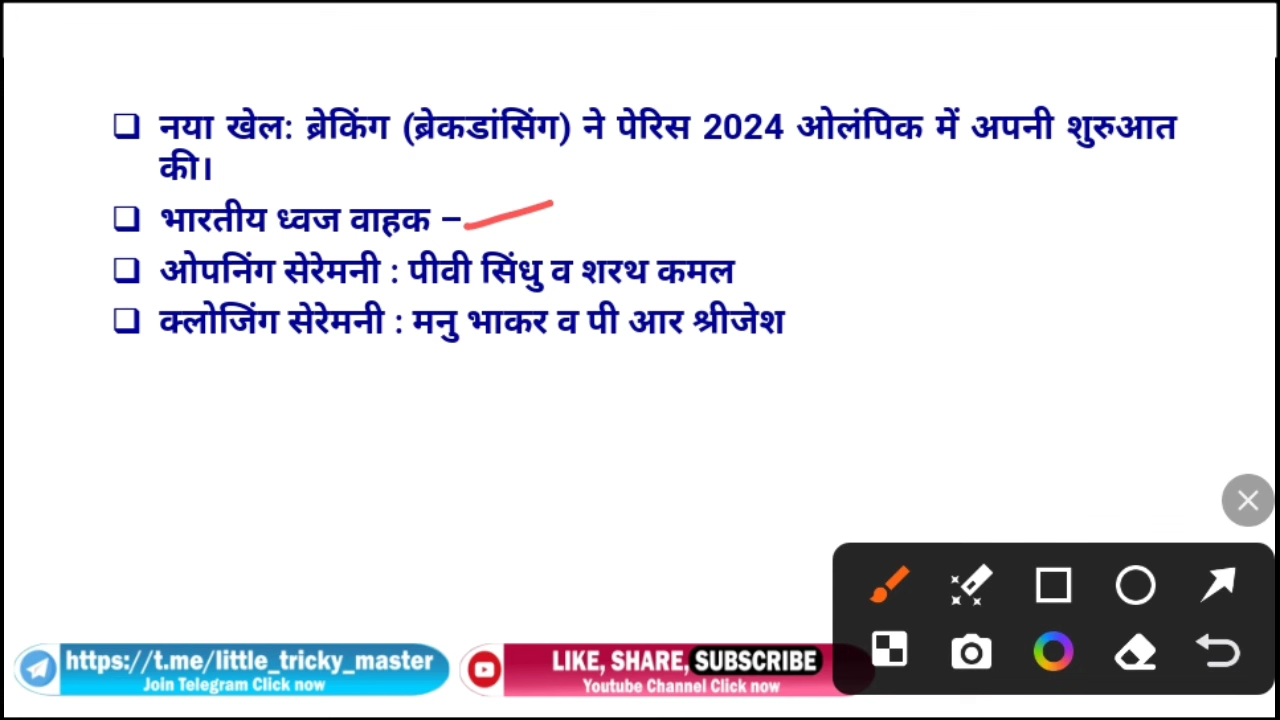 ❑ नया खेल: ब्रेकिंग (ब्रेकडांसिंग) ने पेरिस 2024 ओलंपिक में अपनी शुरुआत
की।
❑ भारतीय ध्वज वाहक –
❑ ओपनिंग सेरेमनी : पीवी सिंधु व शरथ कमल
❑ क्लोजिंग सेरेमनी : मनु भाकर व पी आर श्रीजेश
https://t.me/little_tricky_master
Join Telegram Click now
LIKE, SHARE, SUBSCRIBE
Youtube Channel Click now